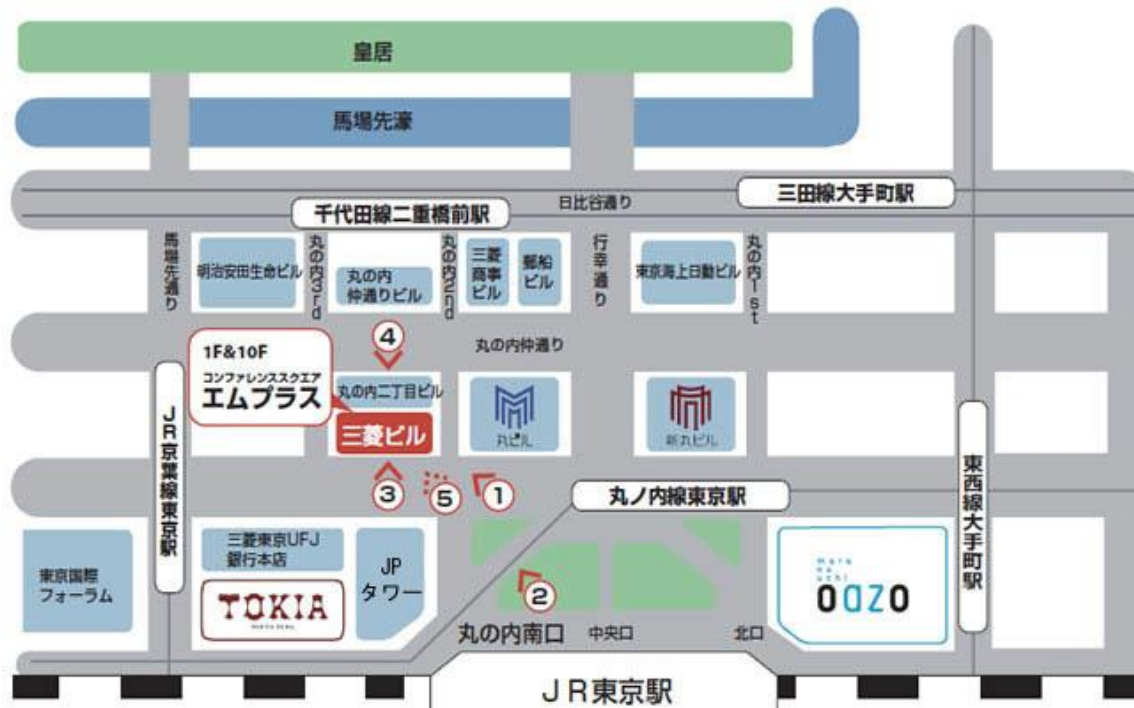 皇居
馬場先濠
三田線大手町駅
日比谷通り
千代田線二重橋前駅
馬場先通り
明治安田生命ビル
丸の内3rd
丸の内
仲通りビル
丸の内2nd
三菱
商事
ビル
郵船
ビル
行幸通り
東京海上日動ビル
丸の内1st
④
丸の内仲通り
1F&10F
コンファレンススクエア
エムプラス
丸の内二丁目ビル
三菱ビル
丸ビル
新丸ビル
JR京葉線東京駅
③
⑤
①
丸ノ内線東京駅
東西線大手町駅
東京国際
フォーラム
三菱東京UFJ
銀行本店
TOKIA
JP
タワー
②
丸の内南口
中央口
北口
maru
no
uchi
OAZO
JR東京駅